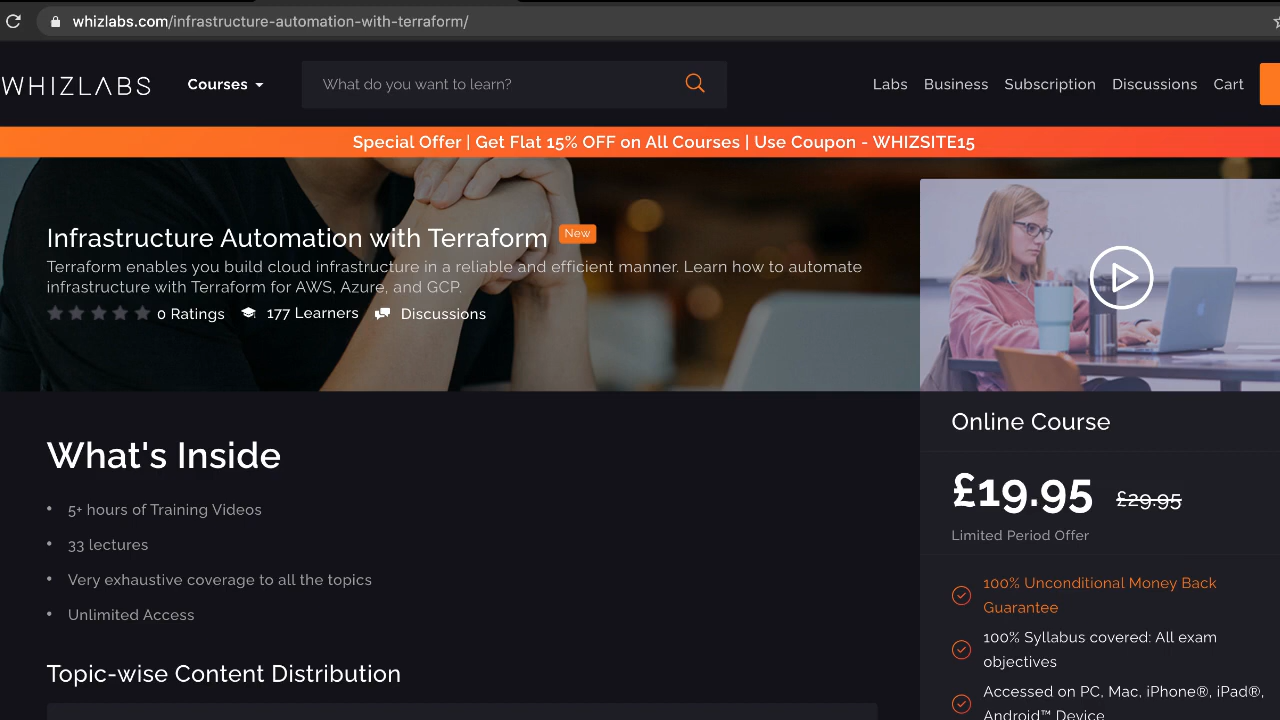 whizlabs.com/infrastructure-automation-with-terraform/
WHIZLABS
Courses
What do you want to learn?
Labs
Business
Subscription
Discussions
Cart
Special Offer | Get Flat 15% OFF on All Courses | Use Coupon - WHIZSITE15
Infrastructure Automation with Terraform
New
Terraform enables you build cloud infrastructure in a reliable and efficient manner. Learn how to automate
infrastructure with Terraform for AWS, Azure, and GCP.
0 Ratings
177 Learners
Discussions
What's Inside
• 5+ hours of Training Videos
• 33 lectures
• Very exhaustive coverage to all the topics
• Unlimited Access
Topic-wise Content Distribution
Online Course
£19.95 £29.95
Limited Period Offer
100% Unconditional Money Back
Guarantee
100% Syllabus covered: All exam
objectives
Accessed on PC, Mac, iPhone®, iPad®,
Android™ Device